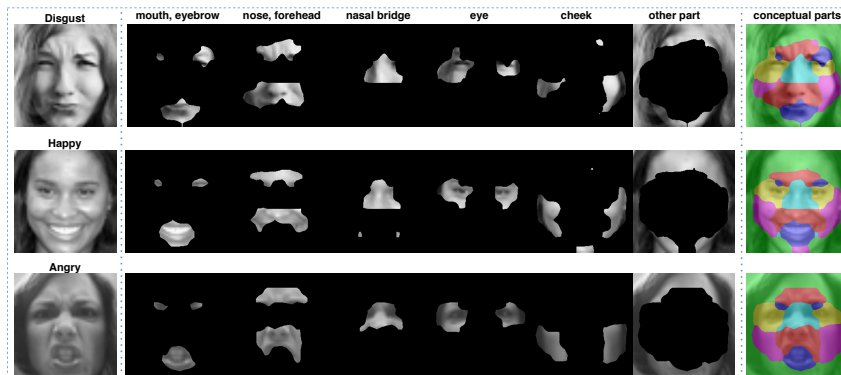 Disgust mouth, eyebrow nose, forehead nasal bridge eye cheek other part conceptual parts
Happy
Angry